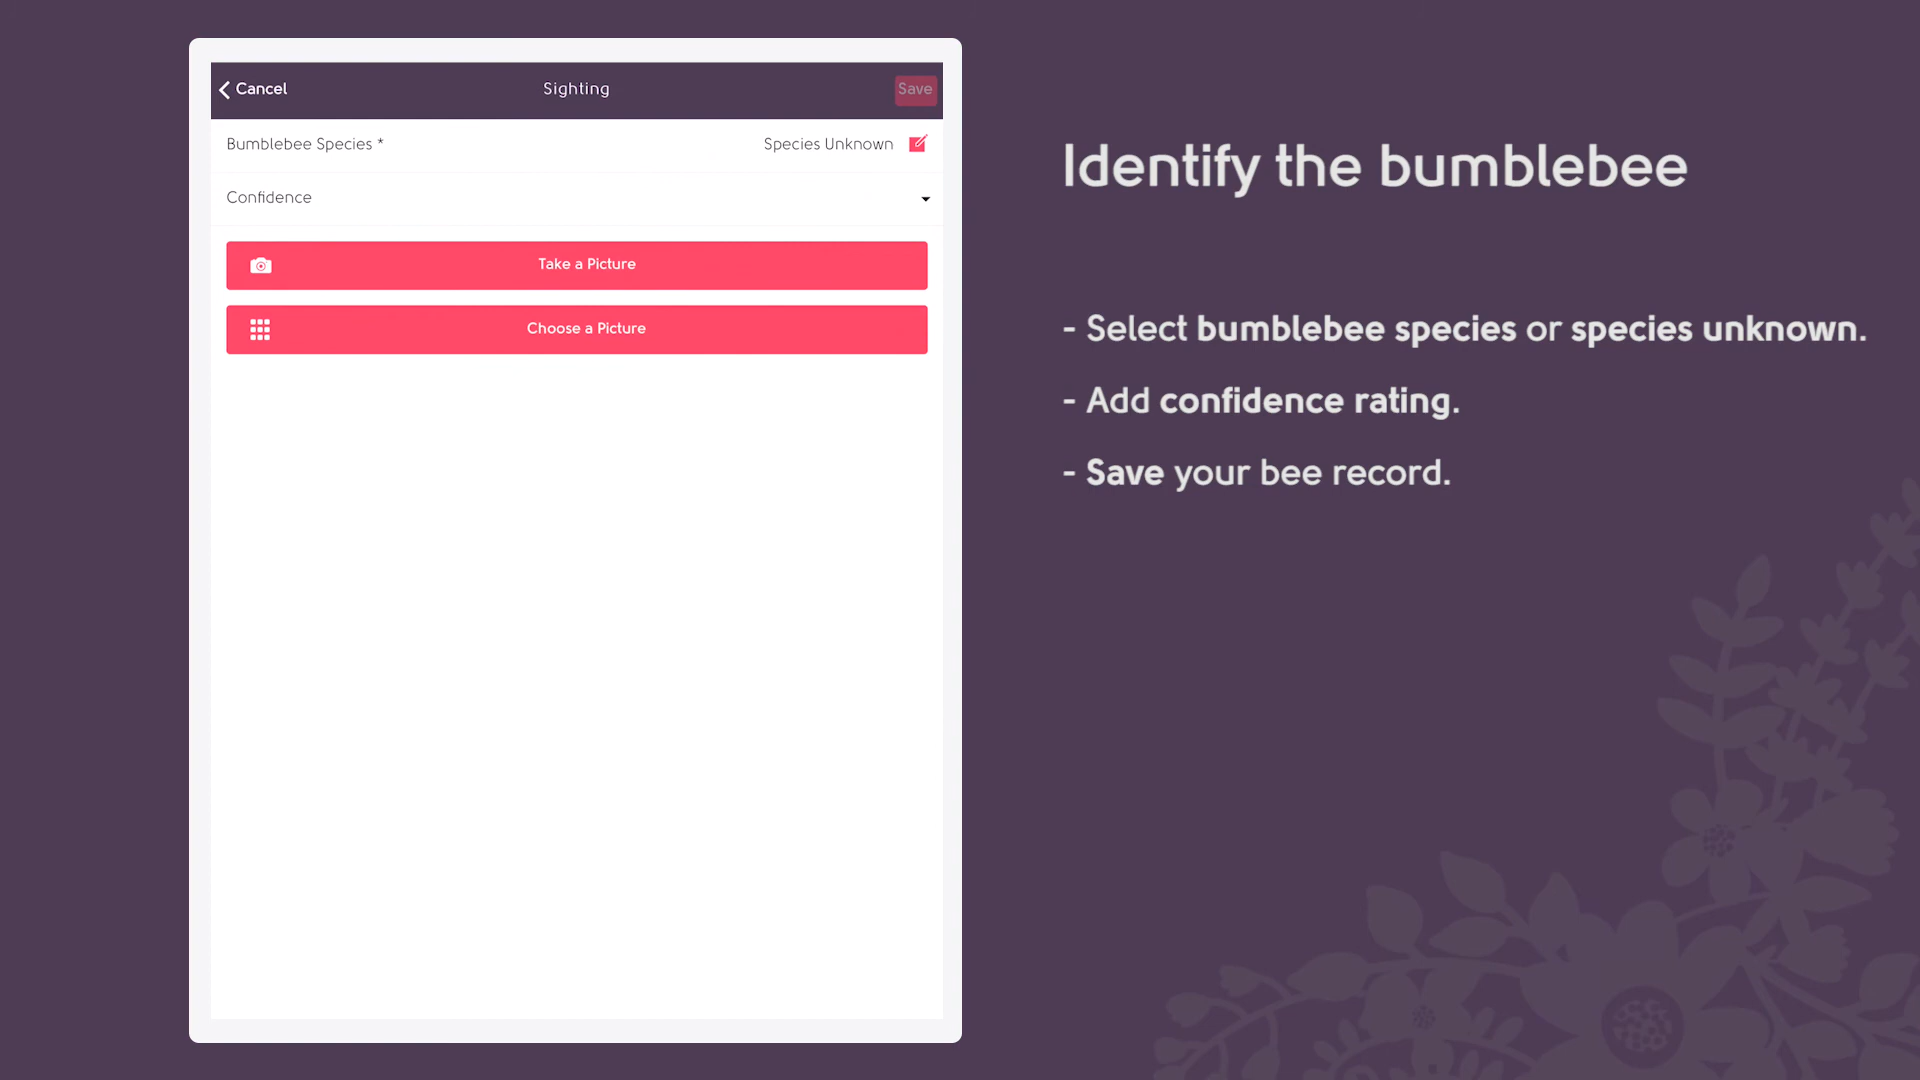 Cancel
Sighting
Save
Bumblebee Species *
Species Unknown
Confidence
Take a Picture
Choose a Picture
Identify the bumblebee
- Select bumblebee species or species unknown.
- Add confidence rating.
- Save your bee record.